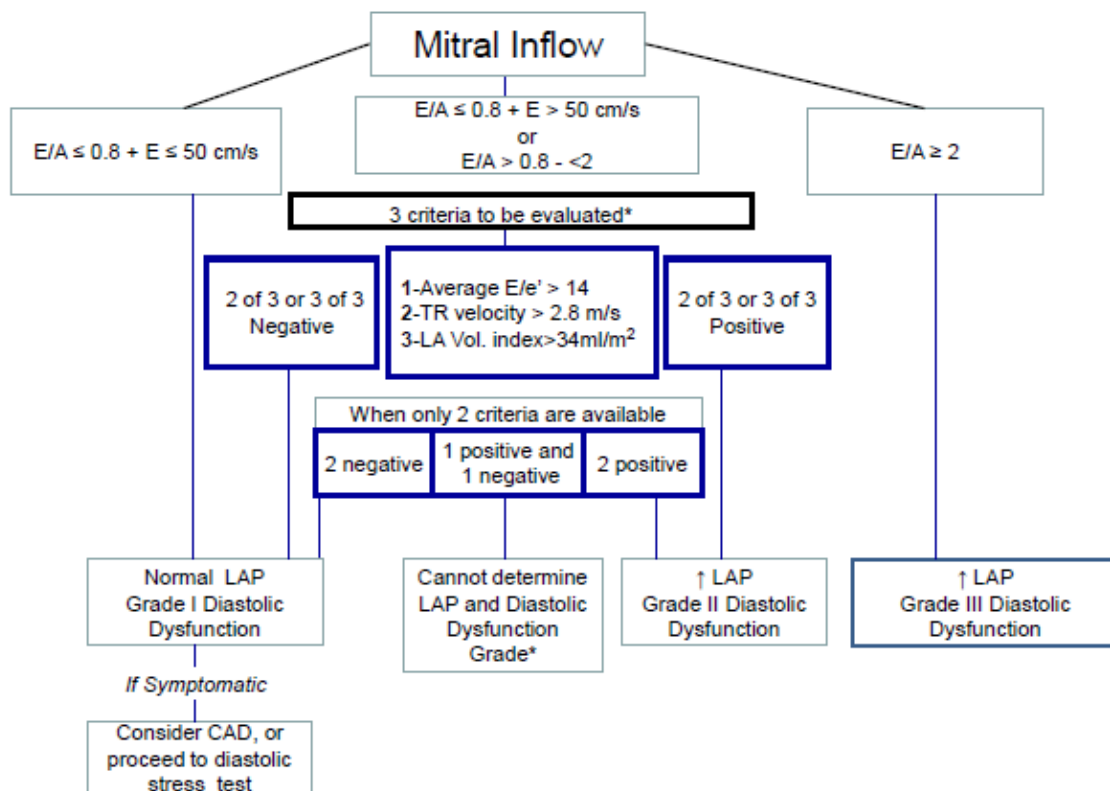 Mitral Inflow
E/A ≤ 0.8 + E ≤ 50 cm/s
E/A ≤ 0.8 + E > 50 cm/s
or
E/A > 0.8 - <2
E/A ≥ 2
3 criteria to be evaluated*
2 of 3 or 3 of 3
Negative
1-Average E/e’ > 14
2-TR velocity > 2.8 m/s
3-LA Vol. index>34ml/m²
2 of 3 or 3 of 3
Positive
When only 2 criteria are available
2 negative
1 positive and
1 negative
2 positive
Normal LAP
Grade I Diastolic
Dysfunction
Cannot determine
LAP and Diastolic
Dysfunction
Grade*
↑ LAP
Grade II Diastolic
Dysfunction
↑ LAP
Grade III Diastolic
Dysfunction
If Symptomatic
Consider CAD, or
proceed to diastolic
stress test